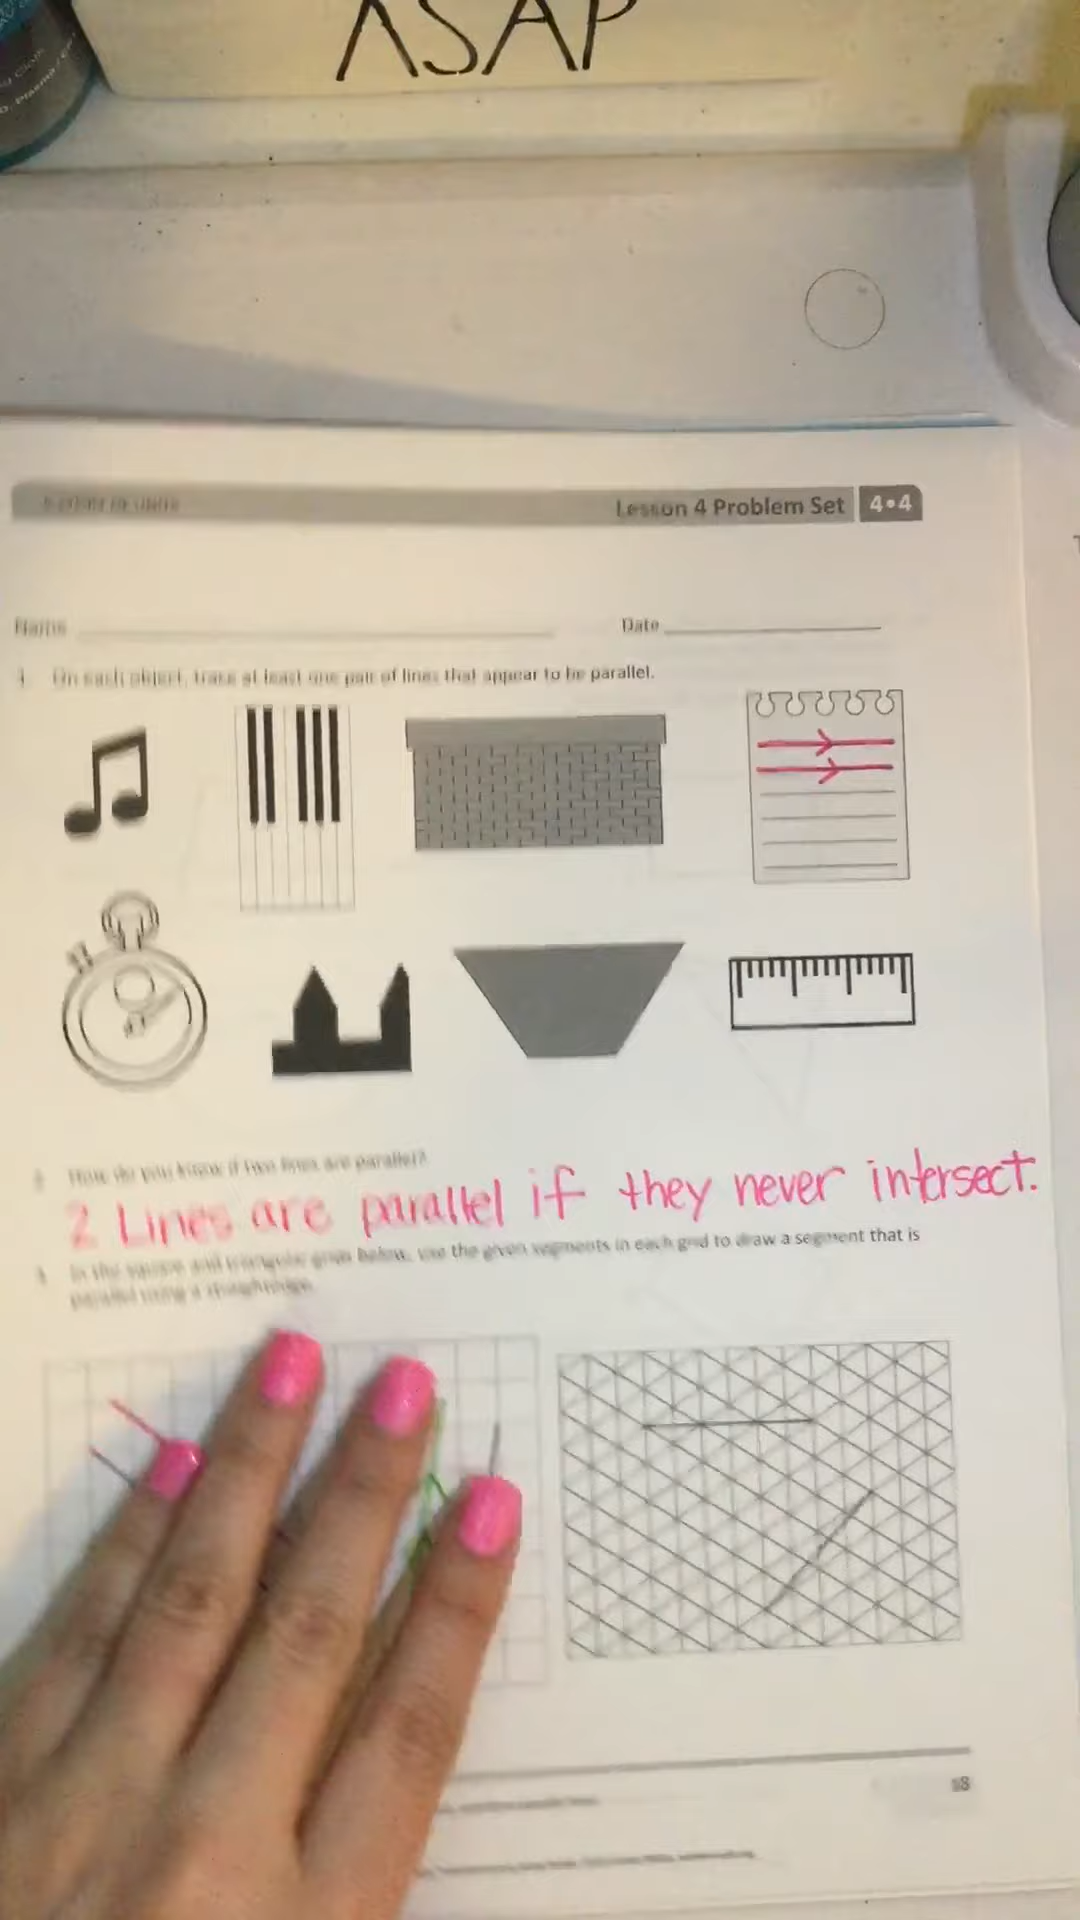 ASAP
Lesson 4 Problem Set 4•4
Name Date
1. On each object, trace at least one pair of lines that appear to be parallel.
2. How do you know if two lines are parallel?
2 Lines are parallel if they never intersect.
3. In the square and triangular grids below, use the given segments in each grid to draw a segment that is
parallel using a straightedge.